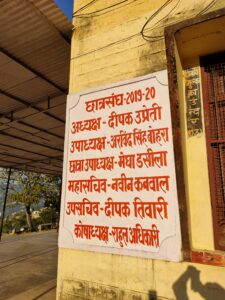 छात्रसंघ-2019-20
अध्यक्ष - दीपक उप्रेती
उपाध्यक्ष - अरविंद सिंह बोहरा
छात्रा उपाध्यक्ष - मेघा डसीला
महासचिव - नवीन कबवाल
उपसचिव - दीपक तिवारी
कोषाध्यक्ष - राहुल अधिकारी